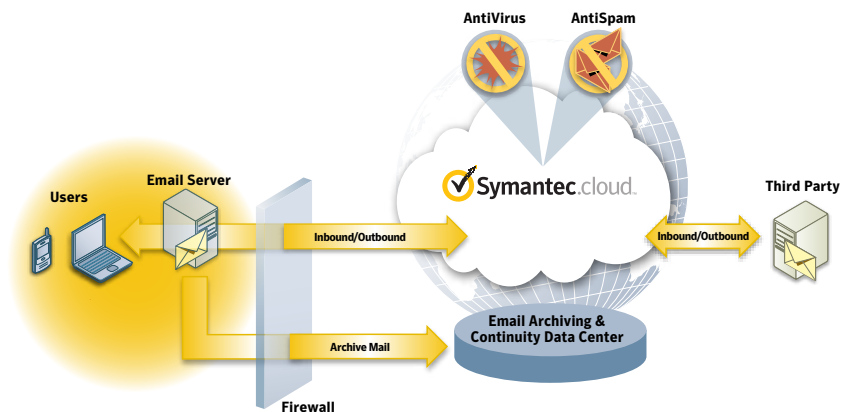 AntiVirus
AntiSpam
Symantec.cloud™
Users
Email Server
Third Party
Inbound/Outbound
Inbound/Outbound
Email Archiving &
Continuity Data Center
Archive Mail
Firewall